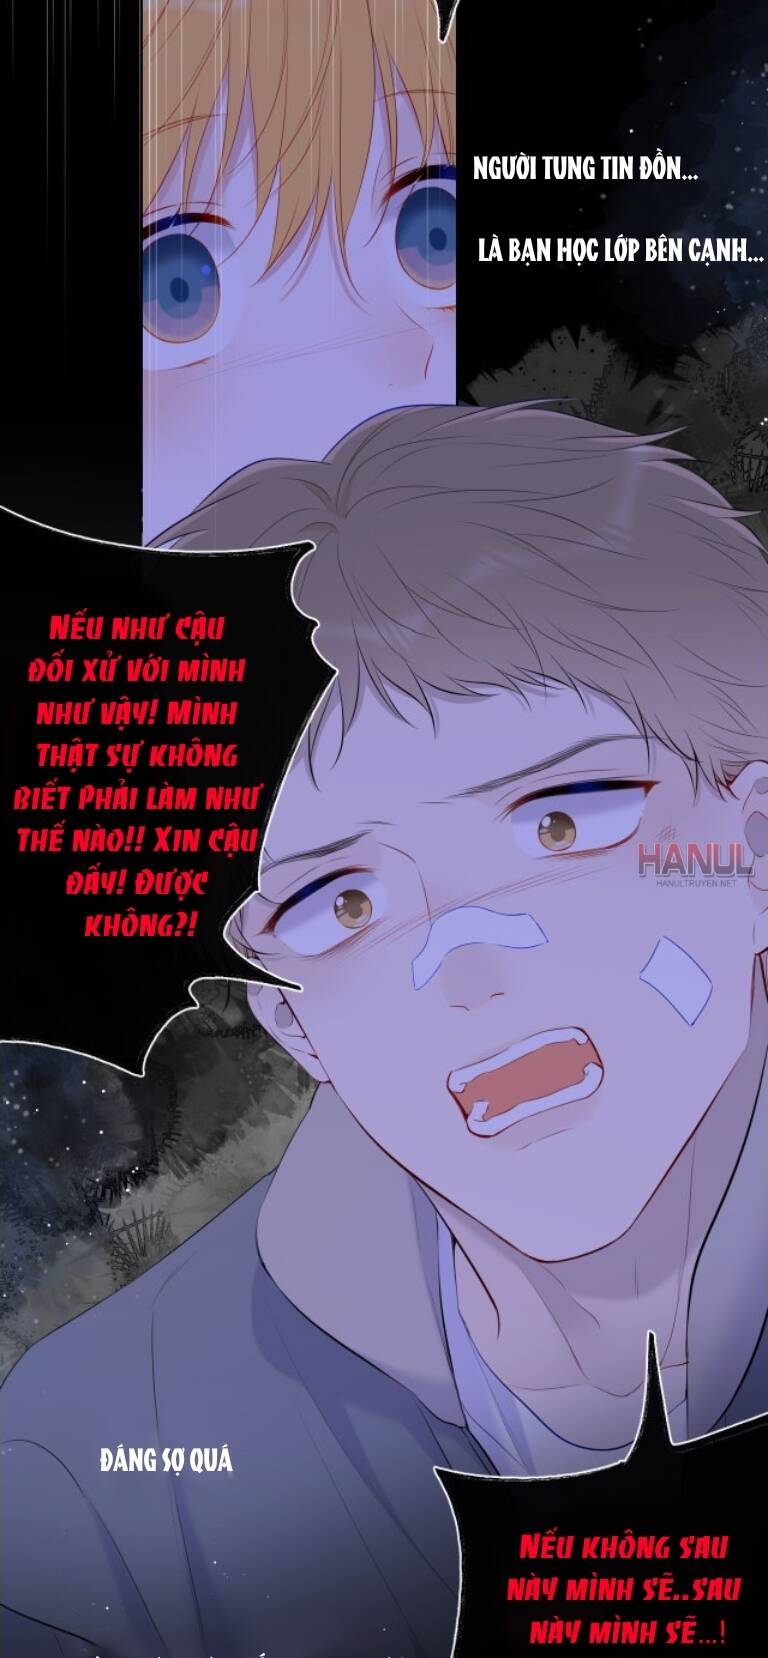 NGƯỜI TUNG TIN ĐỒN...
LÀ BẠN HỌC LỚP BÊN CẠNH...
NẾU NHƯ CẬU
ĐỐI XỬ VỚI MÌNH
NHƯ VẬY! MÌNH
THẬT SỰ KHÔNG
BIẾT PHẢI LÀM NHƯ
THẾ NÀO!! XIN CẬU
ĐẤY! ĐƯỢC
KHÔNG?!
HANUL
HANULTRUYEN.NET
ĐÁNG SỢ QUÁ
NẾU KHÔNG SAU
NÀY MÌNH SẼ..SAU
NÀY MÌNH SẼ...!